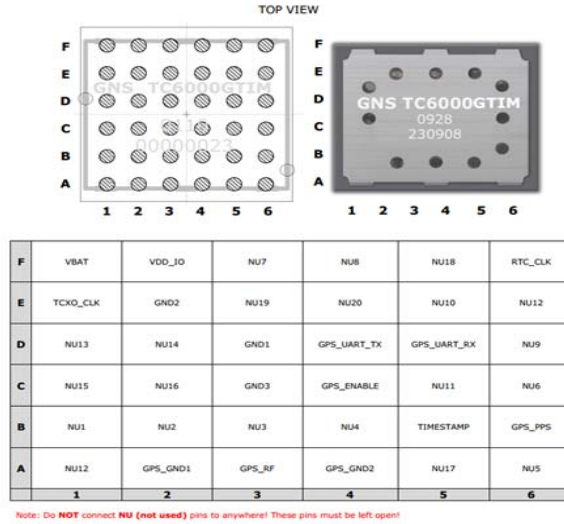 TOP VIEW
F
E
D
C
B
A
1 2 3 4 5 6
GNS TC6000GTIM
00000023
F
E
D
C
B
A
1 2 3 4 5 6
GNS TC6000GTIM
0928
230908
F VBAT VDD_IO NU7 NU8 NU18 RTC_CLK
E TCXO_CLK GND2 NU19 NU20 NU10 NU12
D NU13 NU14 GND1 GPS_UART_TX GPS_UART_RX NU9
C NU15 NU16 GND3 GPS_ENABLE NU11 NU6
B NU1 NU2 NU3 NU4 TIMESTAMP GPS_PPS
A NU12 GPS_GND1 GPS_RF GPS_GND2 NU17 NU5
1 2 3 4 5 6
Note: Do NOT connect NU (not used) pins to anywhere! These pins must be left open!